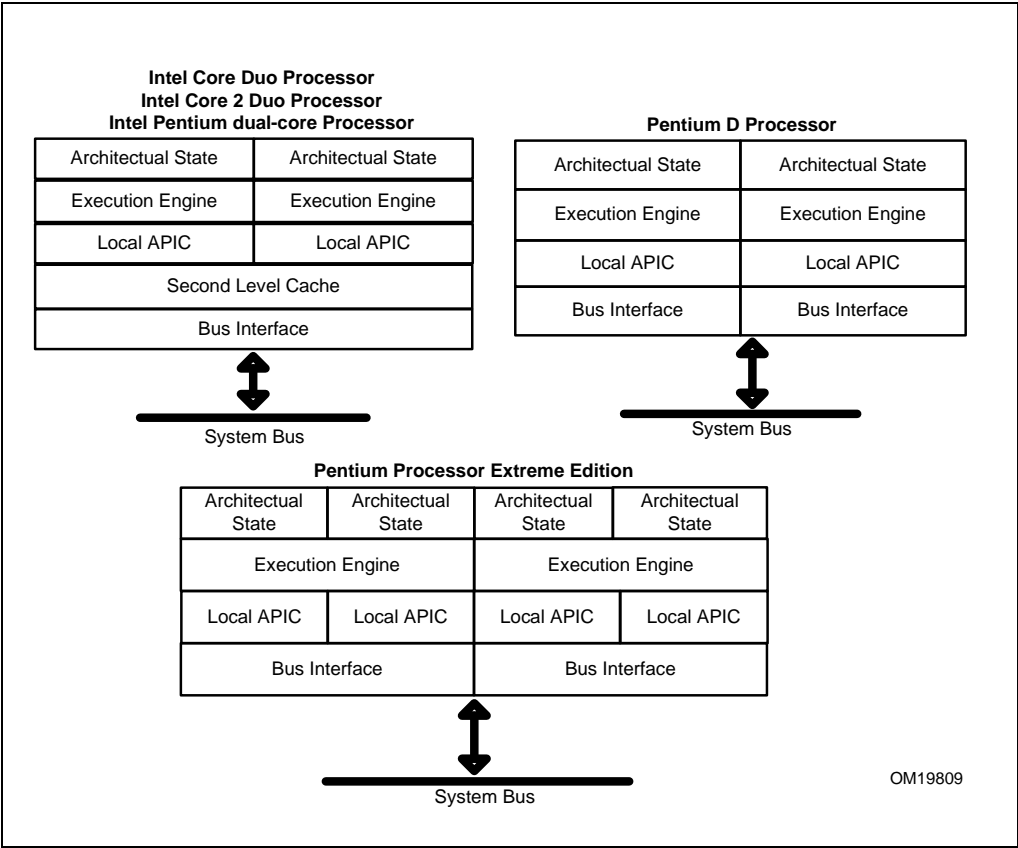 Intel Core Duo Processor
Intel Core 2 Duo Processor
Intel Pentium dual-core Processor
Architectual State Architectual State
Execution Engine Execution Engine
Local APIC Local APIC
Second Level Cache
Bus Interface
System Bus
Pentium D Processor
Architectual State Architectual State
Execution Engine Execution Engine
Local APIC Local APIC
Bus Interface Bus Interface
System Bus
Pentium Processor Extreme Edition
Architectual Architectual Architectual Architectual
State State State State
Execution Engine Execution Engine
Local APIC Local APIC Local APIC Local APIC
Bus Interface Bus Interface
System Bus
OM19809